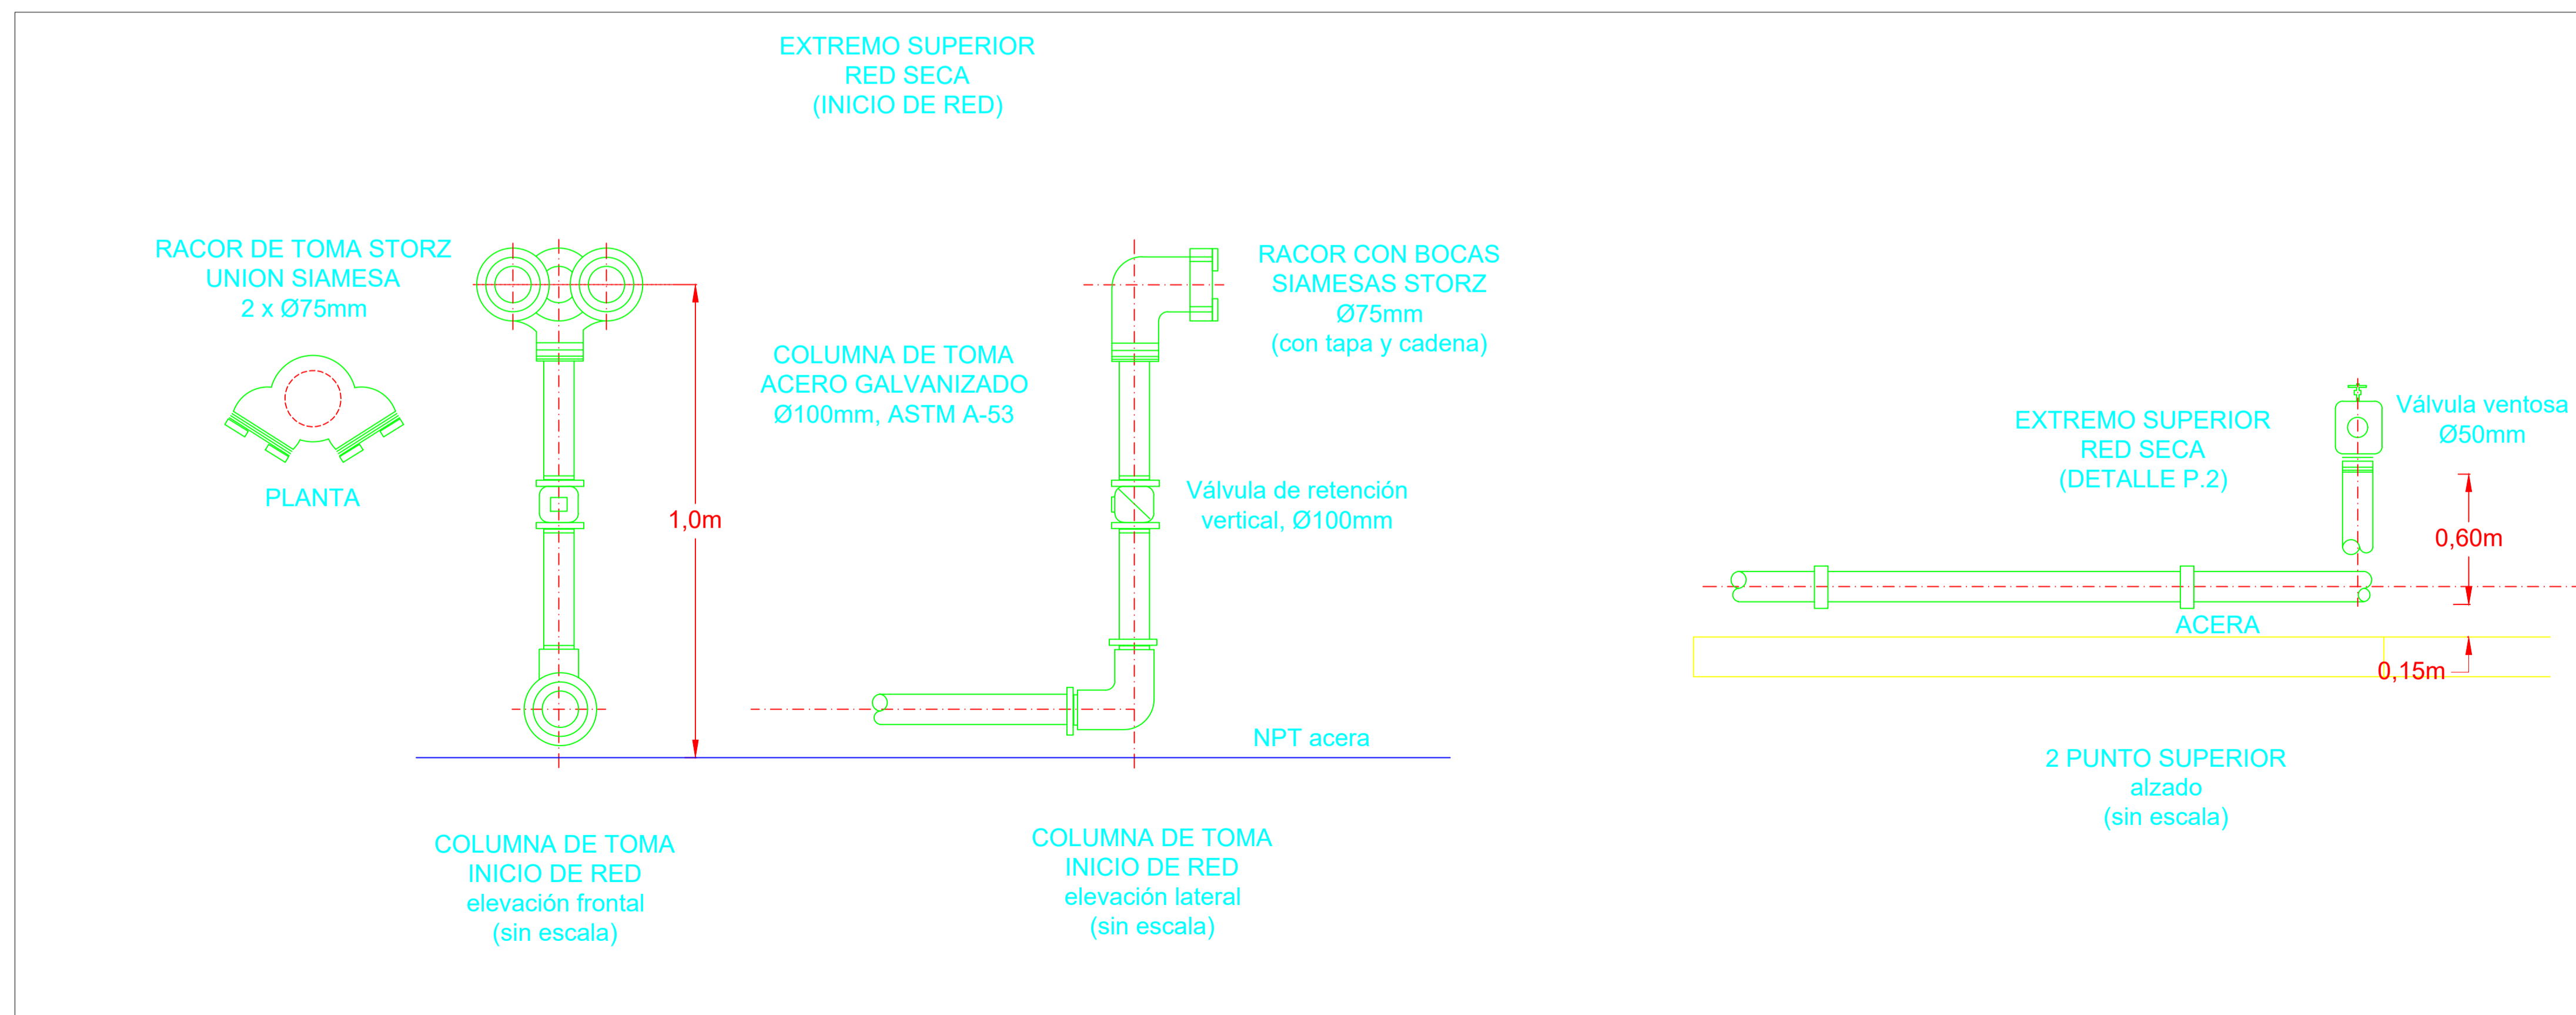 EXTREMO SUPERIOR
RED SECA
(INICIO DE RED)
RACOR DE TOMA STORZ
UNION SIAMESA
2 x Ø75mm
PLANTA
1,0m
COLUMNA DE TOMA
ACERO GALVANIZADO
Ø100mm, ASTM A-53
RACOR CON BOCAS
SIAMESAS STORZ
Ø75mm
(con tapa y cadena)
Válvula de retención
vertical, Ø100mm
NPT acera
COLUMNA DE TOMA
INICIO DE RED
elevación frontal
(sin escala)
COLUMNA DE TOMA
INICIO DE RED
elevación lateral
(sin escala)
EXTREMO SUPERIOR
RED SECA
(DETALLE P.2)
Válvula ventosa
Ø50mm
0,60m
ACERA
0,15m
2 PUNTO SUPERIOR
alzado
(sin escala)